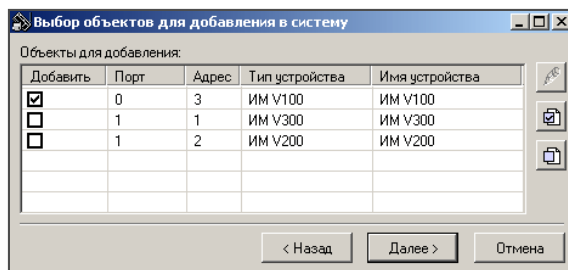 Выбор объектов для добавления в систему
Объекты для добавления:
Добавить Порт Адрес Тип устройства Имя устройства
0 3 ИМ V100 ИМ V100
1 1 ИМ V300 ИМ V300
1 2 ИМ V200 ИМ V200
< Назад Далее > Отмена